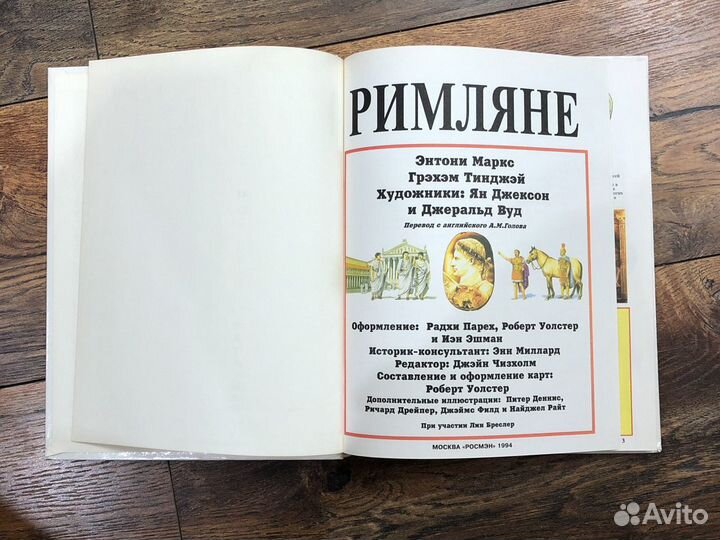 РИМЛЯНЕ
Энтони Маркс
Грэхэм Тинджэй
Художники: Ян Джексон
и Джеральд Вуд
Перевод с английского А.М.Голова
Оформление: Радхи Парех, Роберт Уолстер
и Иэн Эшман
Историк-консультант: Энн Миллард
Редактор: Джэйн Чизхолм
Составление и оформление карт:
Роберт Уолстер
Дополнительные иллюстрации: Питер Деннис,
Ричард Дрейпер, Джэймс Филд и Найджел Райт
При участии Лин Бреслер
МОСКВА «РОСМЭН» 1994
3
Avito